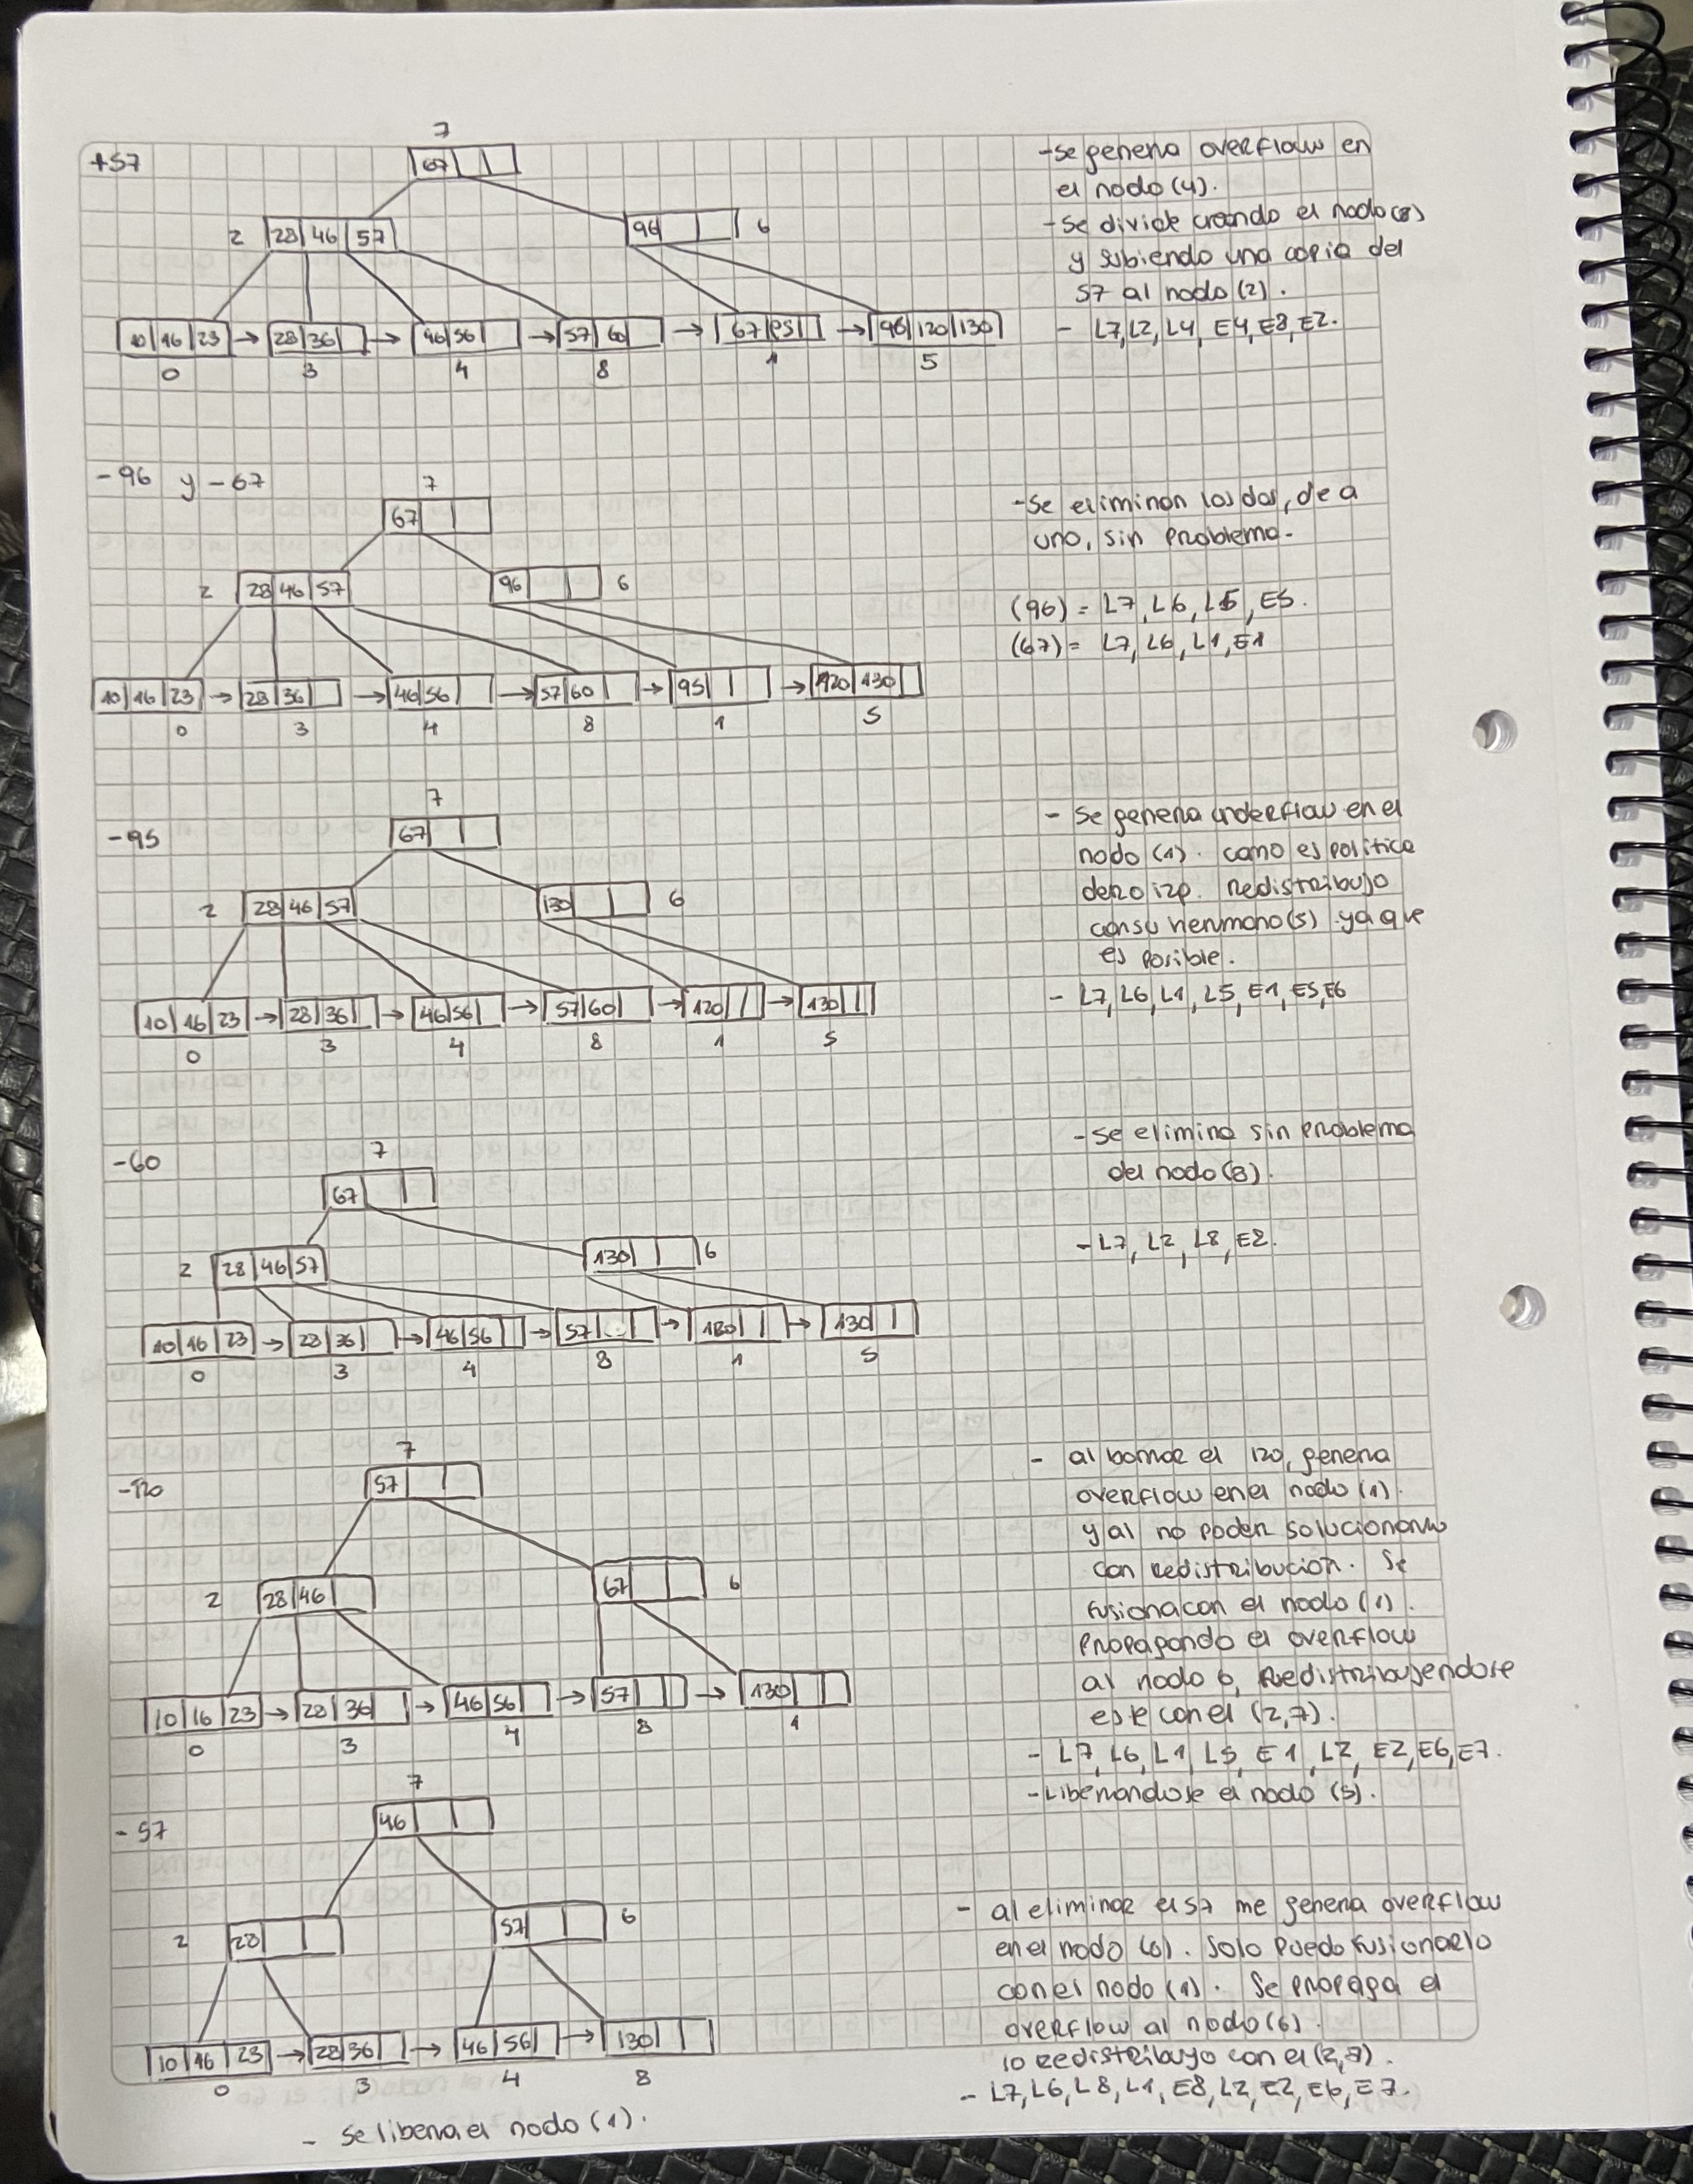 +57
7
67
2 28 46 57
96 6
10 16 23 → 28 36 → 46 56 → 57 60 → 67 95 → 96 120 130
0 3 4 8 1 5
-se genera overflow en
el nodo (4).
-se divide creando el nodo (8)
y subiendo una copia del
57 al nodo (2).
- L7, L2, L4, E4, E8, E2.
-96 y -67
7
67
2 28 46 57
96 6
10 16 23 → 28 36 → 46 56 → 57 60 → 95 → 120 130
0 3 4 8 1 5
-Se eliminan los dos, de a
uno, sin problema.
(96) = L7, L6, L5, E5.
(67) = L7, L6, L1, E1
-95
7
67
2 28 46 57
130 6
10 16 23 → 28 36 → 46 56 → 57 60 → 120 → 130
0 3 4 8 1 5
- se genera underflow en el
nodo (1). como es politica
der o izq. Redistribuyo
con su hermano (5) ya que
es posible.
- L7, L6, L1, L5, E1, E5, E6
-60
7
67
2 28 46 57
130 6
10 16 23 → 28 36 → 46 56 → 57 → 120 → 130
0 3 4 8 1 5
-se elimina sin problema
del nodo (8).
-L7, L2, L8, E8.
-120
7
57
2 28 46
67 6
10 16 23 → 28 36 → 46 56 → 57 → 130
0 3 4 8 1
- al borrar el 120, genera
overflow en el nodo (1).
y al no poder solucionarlo
con redistribución. Se
fusiona con el nodo (1).
Propagando el overflow
al nodo 6, Redistribuyendose
este con el (2,7).
- L7, L6, L1, L5, E1, L2, E2, E6, E7.
-Liberandose el nodo (5).
-57
7
46
2 28
57 6
10 16 23 → 28 36 → 46 56 → 130
0 3 4 8
- al eliminar el 57 me genera overflow
en el nodo (6). Solo puedo fusionarlo
con el nodo (1). Se propaga el
overflow al nodo (6).
lo redistribuyo con el (2,7).
- L7, L6, L8, L1, E8, L2, E2, E6, E7.
- se libera el nodo (1).